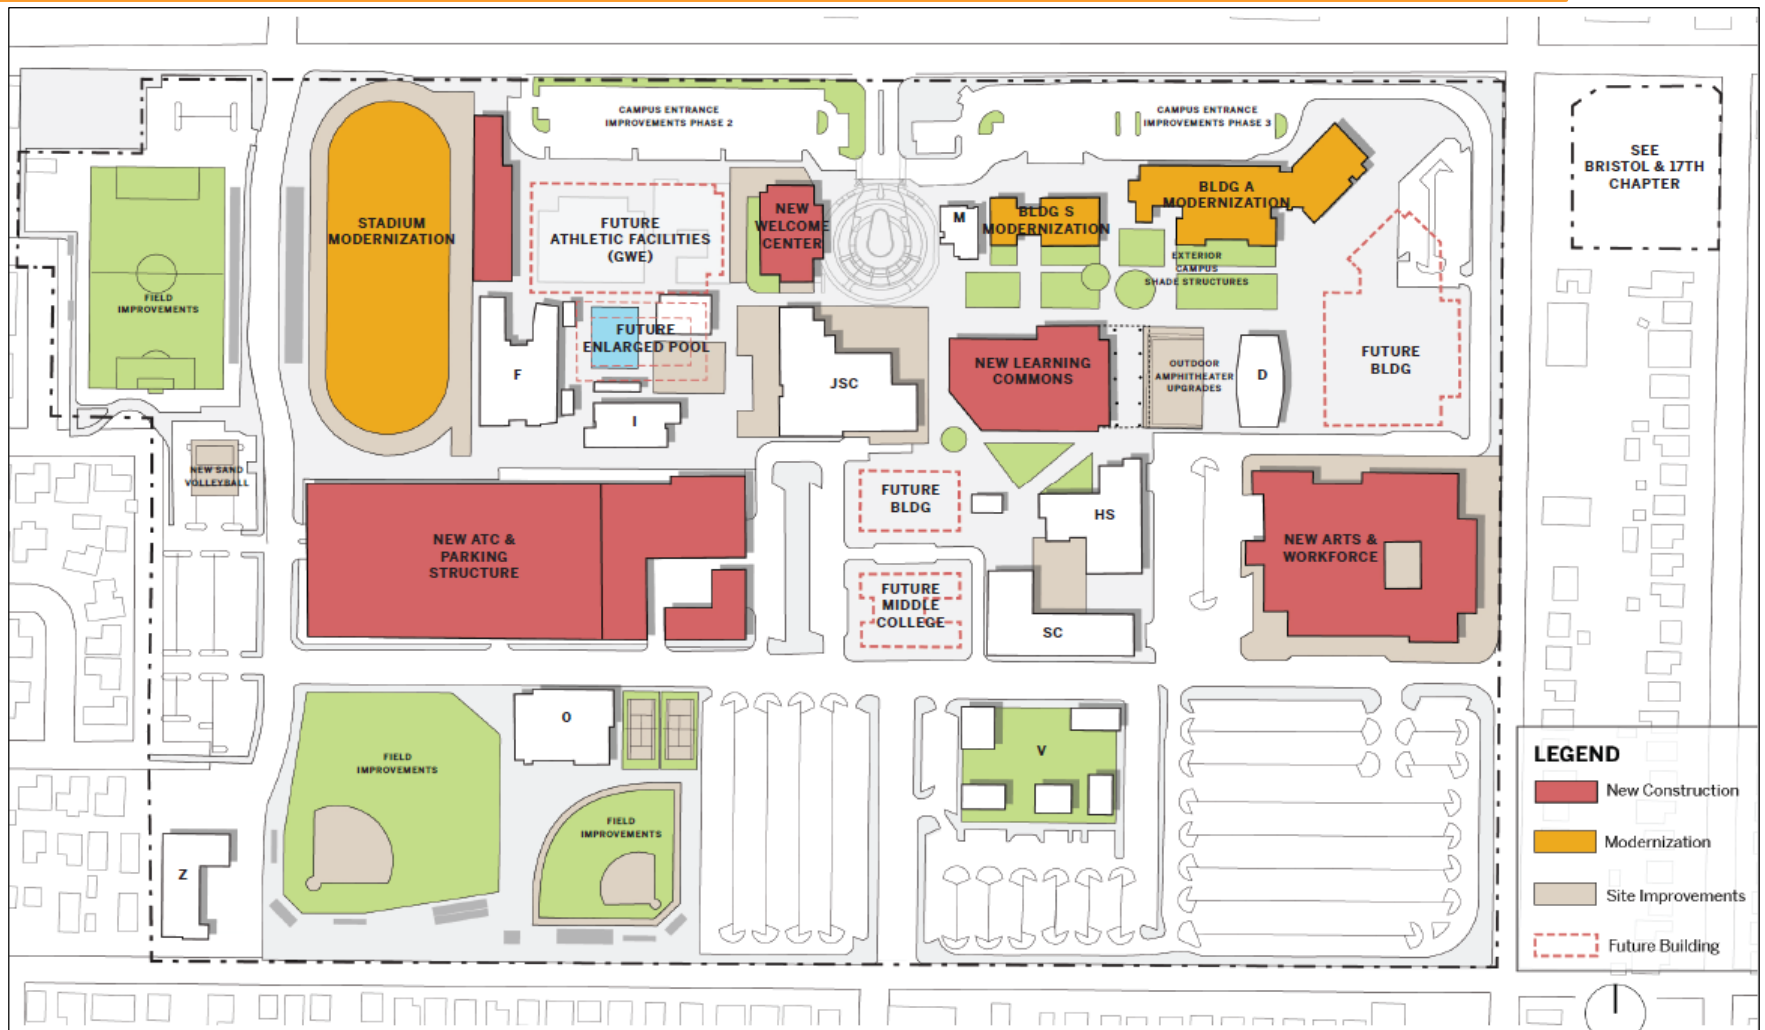 CAMPUS ENTRANCE
IMPROVEMENTS PHASE 2
CAMPUS ENTRANCE
IMPROVEMENTS PHASE 3
SEE
BRISTOL & 17TH
CHAPTER
STADIUM
MODERNIZATION
FUTURE
ATHLETIC FACILITIES
(GWE)
NEW
WELCOME
CENTER
M
BLDG S
MODERNIZATION
BLDG A
MODERNIZATION
EXTERIOR
CAMPUS
SHADE STRUCTURES
FIELD
IMPROVEMENTS
FUTURE
ENLARGED POOL
F
I
JSC
NEW LEARNING
COMMONS
OUTDOOR
AMPHITHEATER
UPGRADES
D
FUTURE
BLDG
NEW SAND
VOLLEYBALL
NEW ATC &
PARKING
STRUCTURE
FUTURE
BLDG
HS
NEW ARTS &
WORKFORCE
FUTURE
MIDDLE
COLLEGE
SC
FIELD
IMPROVEMENTS
O
V
FIELD
IMPROVEMENTS
Z
LEGEND
New Construction
Modernization
Site Improvements
Future Building